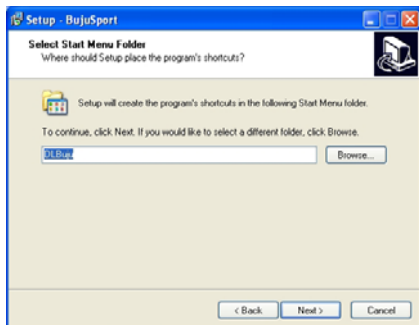 Setup - BujuSport
Select Start Menu Folder
Where should Setup place the program's shortcuts?
Setup will create the program's shortcuts in the following Start Menu folder.
To continue, click Next. If you would like to select a different folder, click Browse.
DLBuju
Browse...
< Back
Next >
Cancel